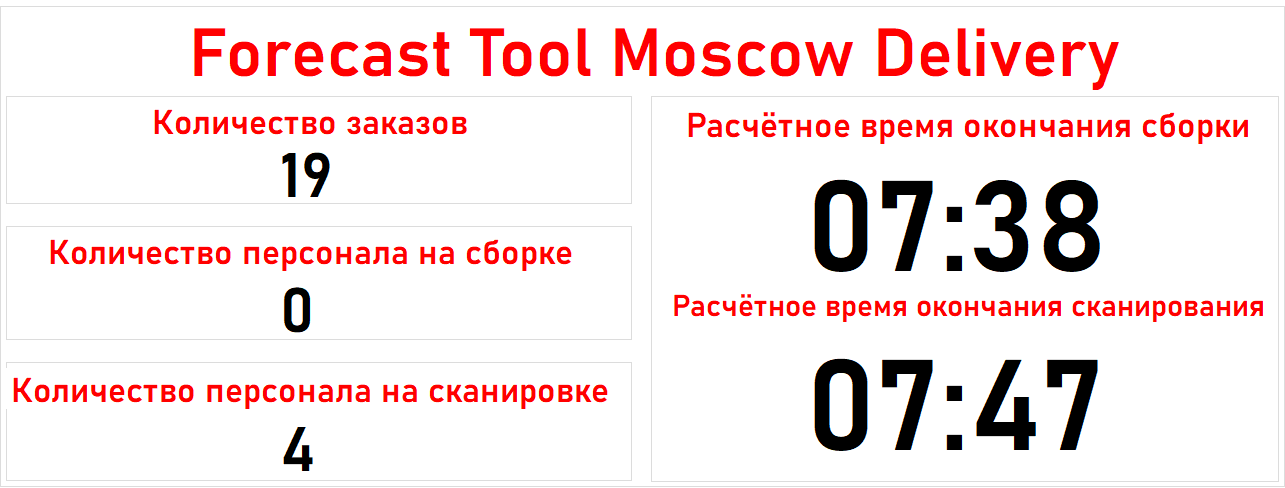 Forecast Tool Moscow Delivery
Количество заказов
19
Количество персонала на сборке
0
Количество персонала на сканировке
4
Расчётное время окончания сборки
07:38
Расчётное время окончания сканирования
07:47